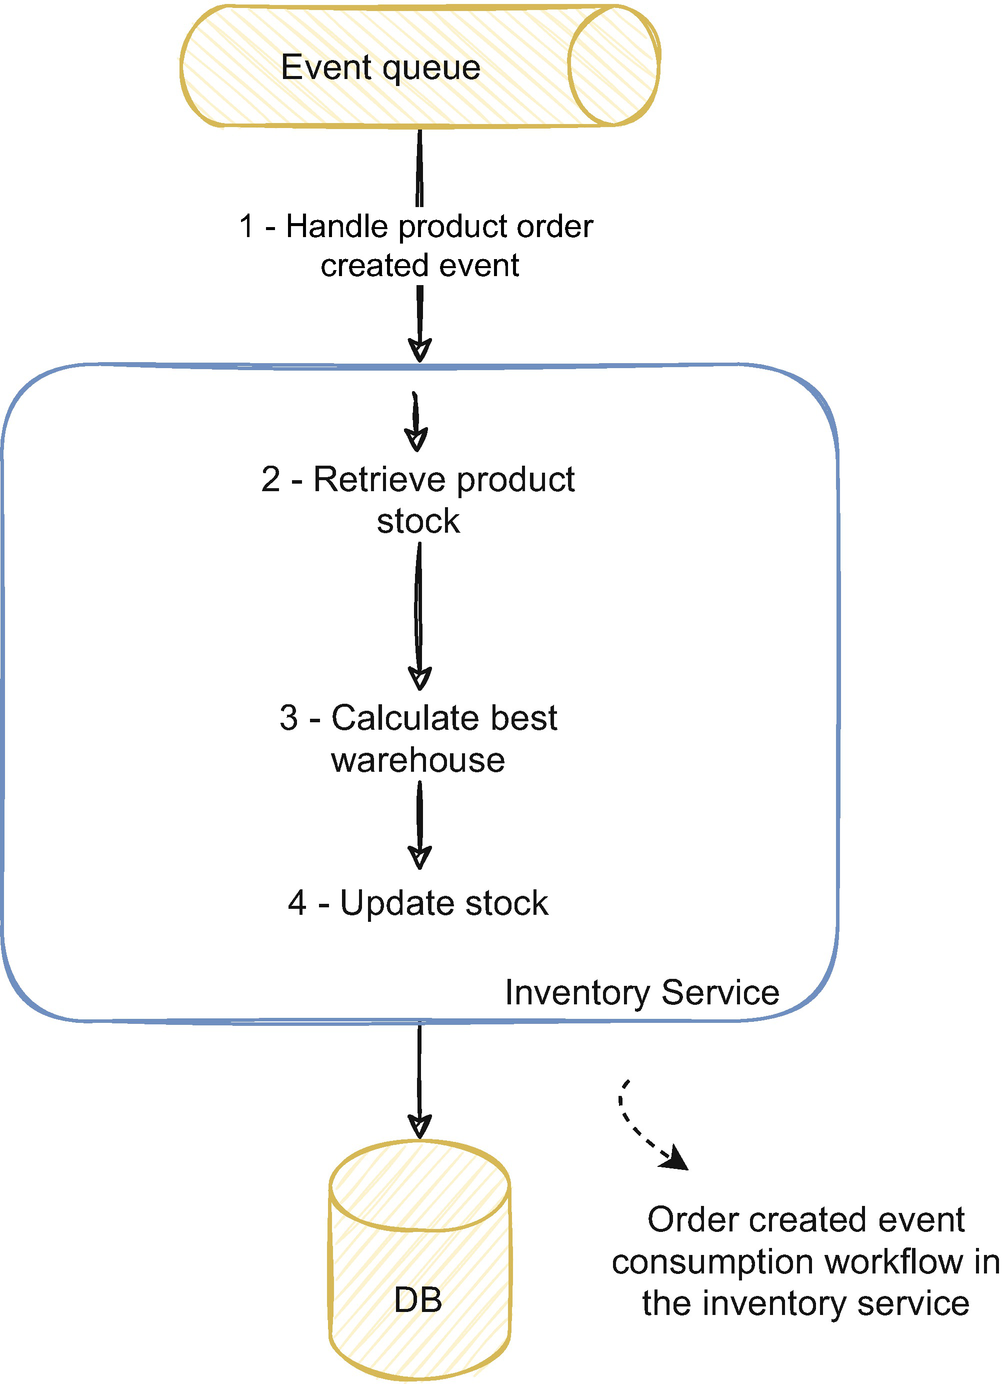 Event queue
1 - Handle product order
created event
2 - Retrieve product
stock
3 - Calculate best
warehouse
4 - Update stock
Inventory Service
DB
Order created event
consumption workflow in
the inventory service